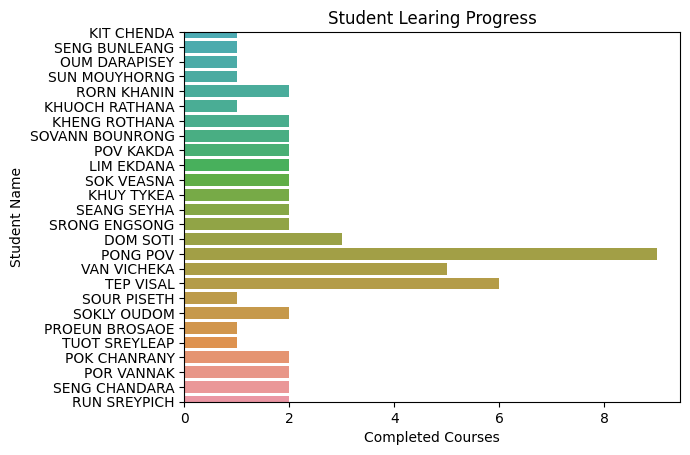 Student Learing Progress
KIT CHENDA
SENG BUNLEANG
OUM DARAPISEY
SUN MOUYHORNG
RORN KHANIN
KHUOCH RATHANA
KHENG ROTHANA
SOVANN BOUNRONG
POV KAKDA
LIM EKDANA
SOK VEASNA
KHUY TYKEA
SEANG SEYHA
SRONG ENGSONG
DOM SOTI
PONG POV
VAN VICHEKA
TEP VISAL
SOUR PISETH
SOKLY OUDOM
PROEUN BROSAOE
TUOT SREYLEAP
POK CHANRANY
POR VANNAK
SENG CHANDARA
RUN SREYPICH
Student Name
0 2 4 6 8
Completed Courses